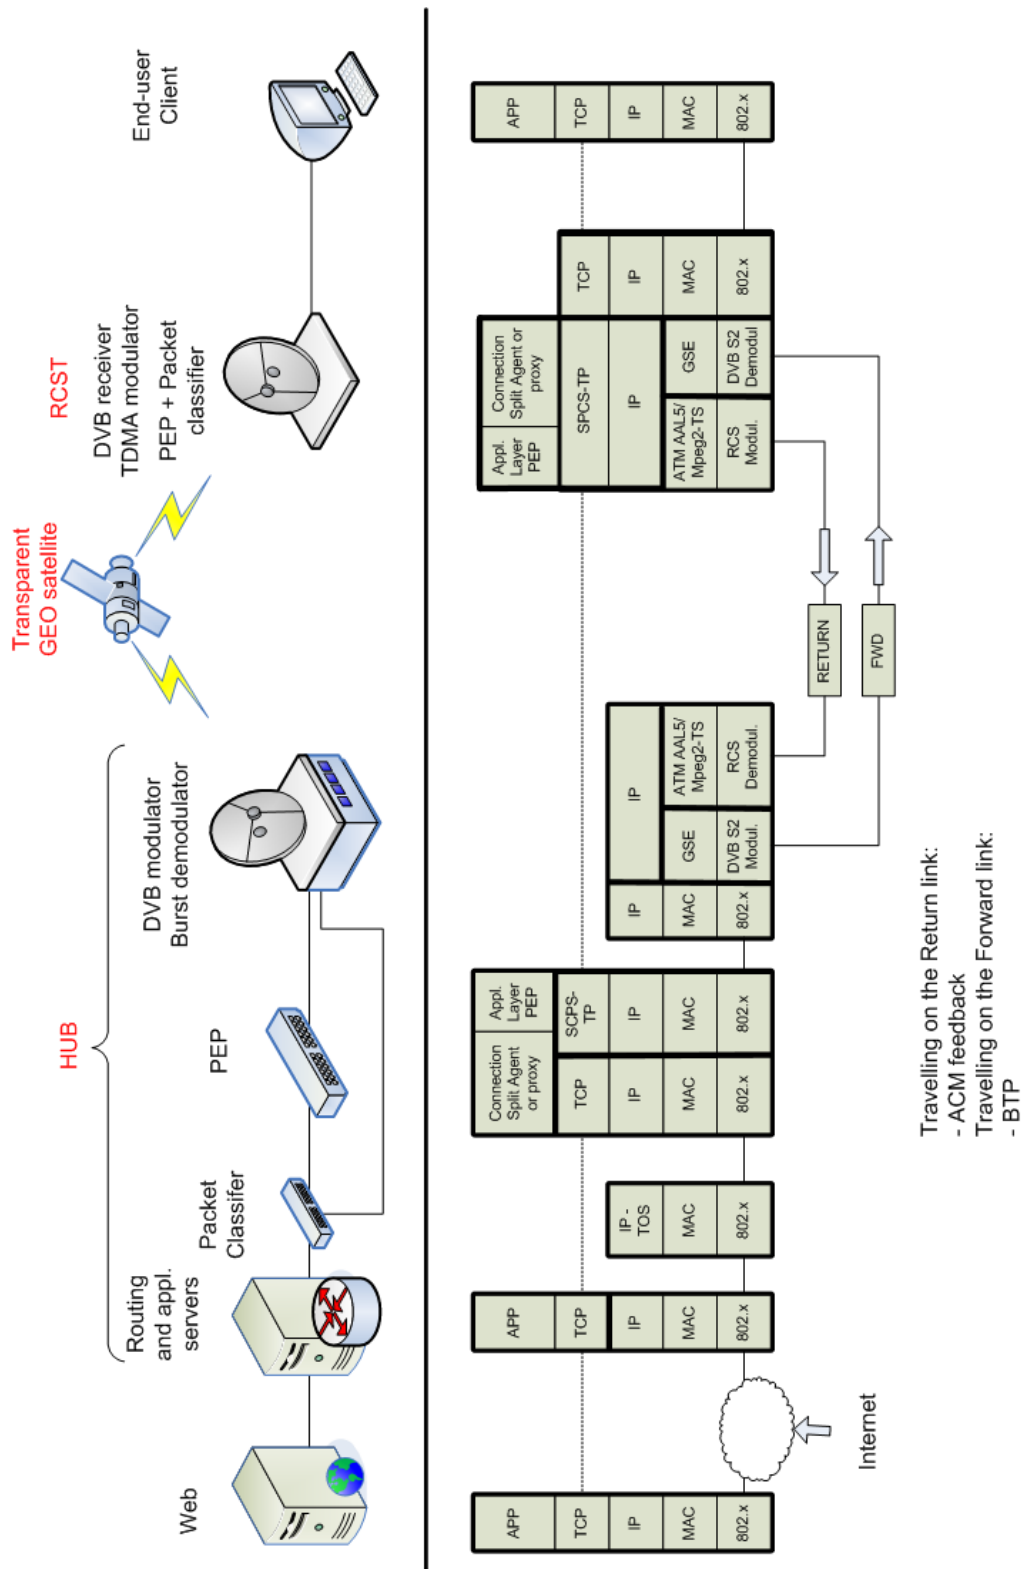 HUB
Transparent
GEO satellite
RCST
Web
Routing
and appl.
servers
Packet
Classifer
PEP
DVB modulator
Burst demodulator
DVB receiver
TDMA modulator
PEP + Packet
classifier
End-user
Client
APP
TCP
IP
MAC
802.x
Internet
APP
TCP
IP
MAC
802.x
IP -
TOS
MAC
802.x
Connection
Split Agent
or proxy
Appl.
Layer
PEP
TCP
IP
MAC
802.x
SCPS-
TP
IP
MAC
802.x
IP
MAC
802.x
IP
GSE
DVB S2
Modul.
ATM AAL5/
Mpeg2-TS
RCS
Demodul.
RETURN
FWD
Appl.
Layer
PEP
Connection
Split Agent or
proxy
SPCS-TP
IP
ATM AAL5/
Mpeg2-TS
RCS
Modul.
GSE
DVB S2
Demodul
TCP
IP
MAC
802.x
APP
TCP
IP
MAC
802.x
Travelling on the Return link:
- ACM feedback
Travelling on the Forward link:
- BTP